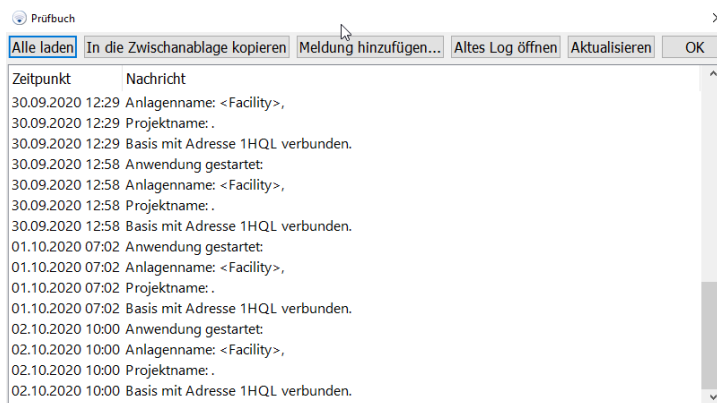 Prüfbuch
Alle laden In die Zwischanablage kopieren Meldung hinzufügen... Altes Log öffnen Aktualisieren OK
Zeitpunkt Nachricht
30.09.2020 12:29 Anlagenname: <Facility>,
30.09.2020 12:29 Projektname: .
30.09.2020 12:29 Basis mit Adresse 1HQL verbunden.
30.09.2020 12:58 Anwendung gestartet:
30.09.2020 12:58 Anlagenname: <Facility>,
30.09.2020 12:58 Projektname: .
30.09.2020 12:58 Basis mit Adresse 1HQL verbunden.
01.10.2020 07:02 Anwendung gestartet:
01.10.2020 07:02 Anlagenname: <Facility>,
01.10.2020 07:02 Projektname: .
01.10.2020 07:02 Basis mit Adresse 1HQL verbunden.
02.10.2020 10:00 Anwendung gestartet:
02.10.2020 10:00 Anlagenname: <Facility>,
02.10.2020 10:00 Projektname: .
02.10.2020 10:00 Basis mit Adresse 1HQL verbunden.